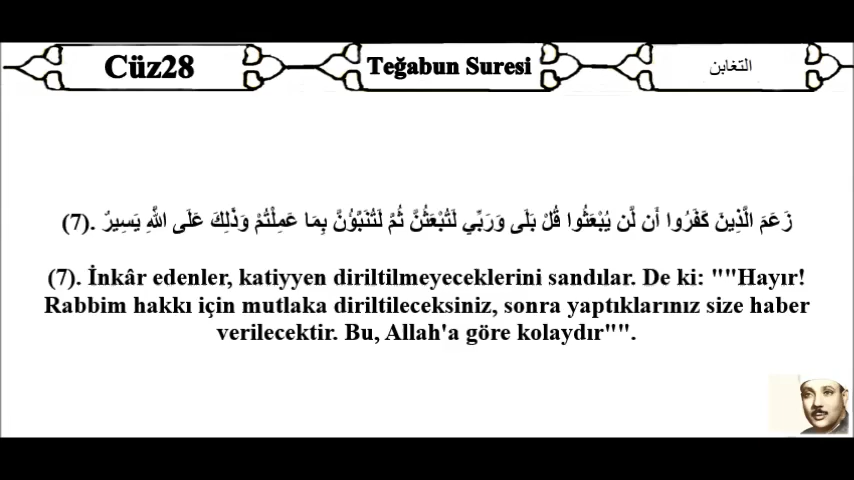 Cüz28
Teğabun Suresi
التغابن
زَعَمَ الَّذِينَ كَفَرُوا أَن لَّن يُبْعَثُوا قُلْ بَلَى وَرَبِّي لَتُبْعَثُنَّ ثُمَّ لَتُنَبَّؤُنَّ بِمَا عَمِلْتُمْ وَذَلِكَ عَلَى اللَّهِ يَسِيرٌ .(7)
(7). İnkâr edenler, katiyyen diriltilmeyeceklerini sandılar. De ki: ""Hayır!
Rabbim hakkı için mutlaka diriltileceksiniz, sonra yaptıklarınız size haber
verilecektir. Bu, Allah'a göre kolaydır"".